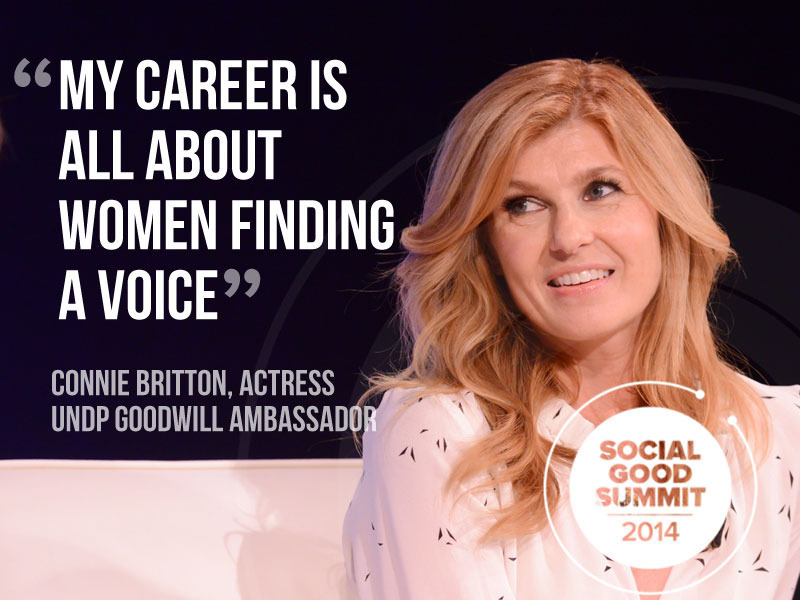 “MY CAREER IS
ALL ABOUT
WOMEN FINDING
A VOICE”
CONNIE BRITTON, ACTRESS
UNDP GOODWILL AMBASSADOR
SOCIAL
GOOD
SUMMIT
2014